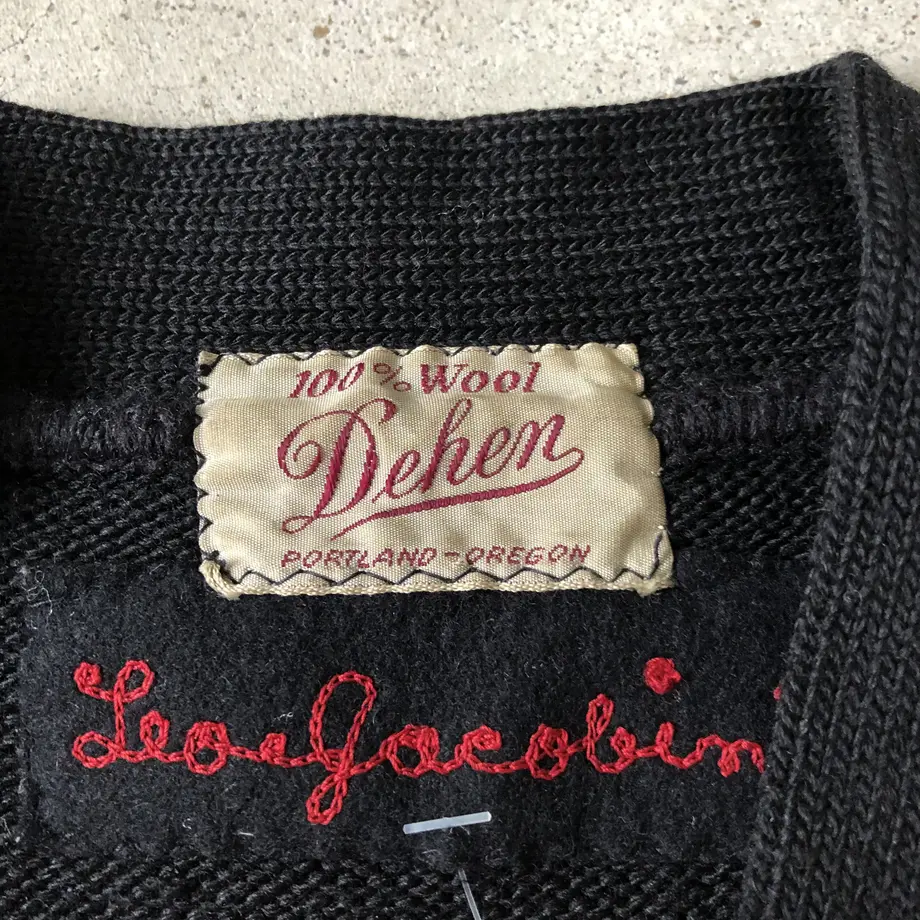 100% Wool
Dehen
PORTLAND-OREGON
Leo Jacobin